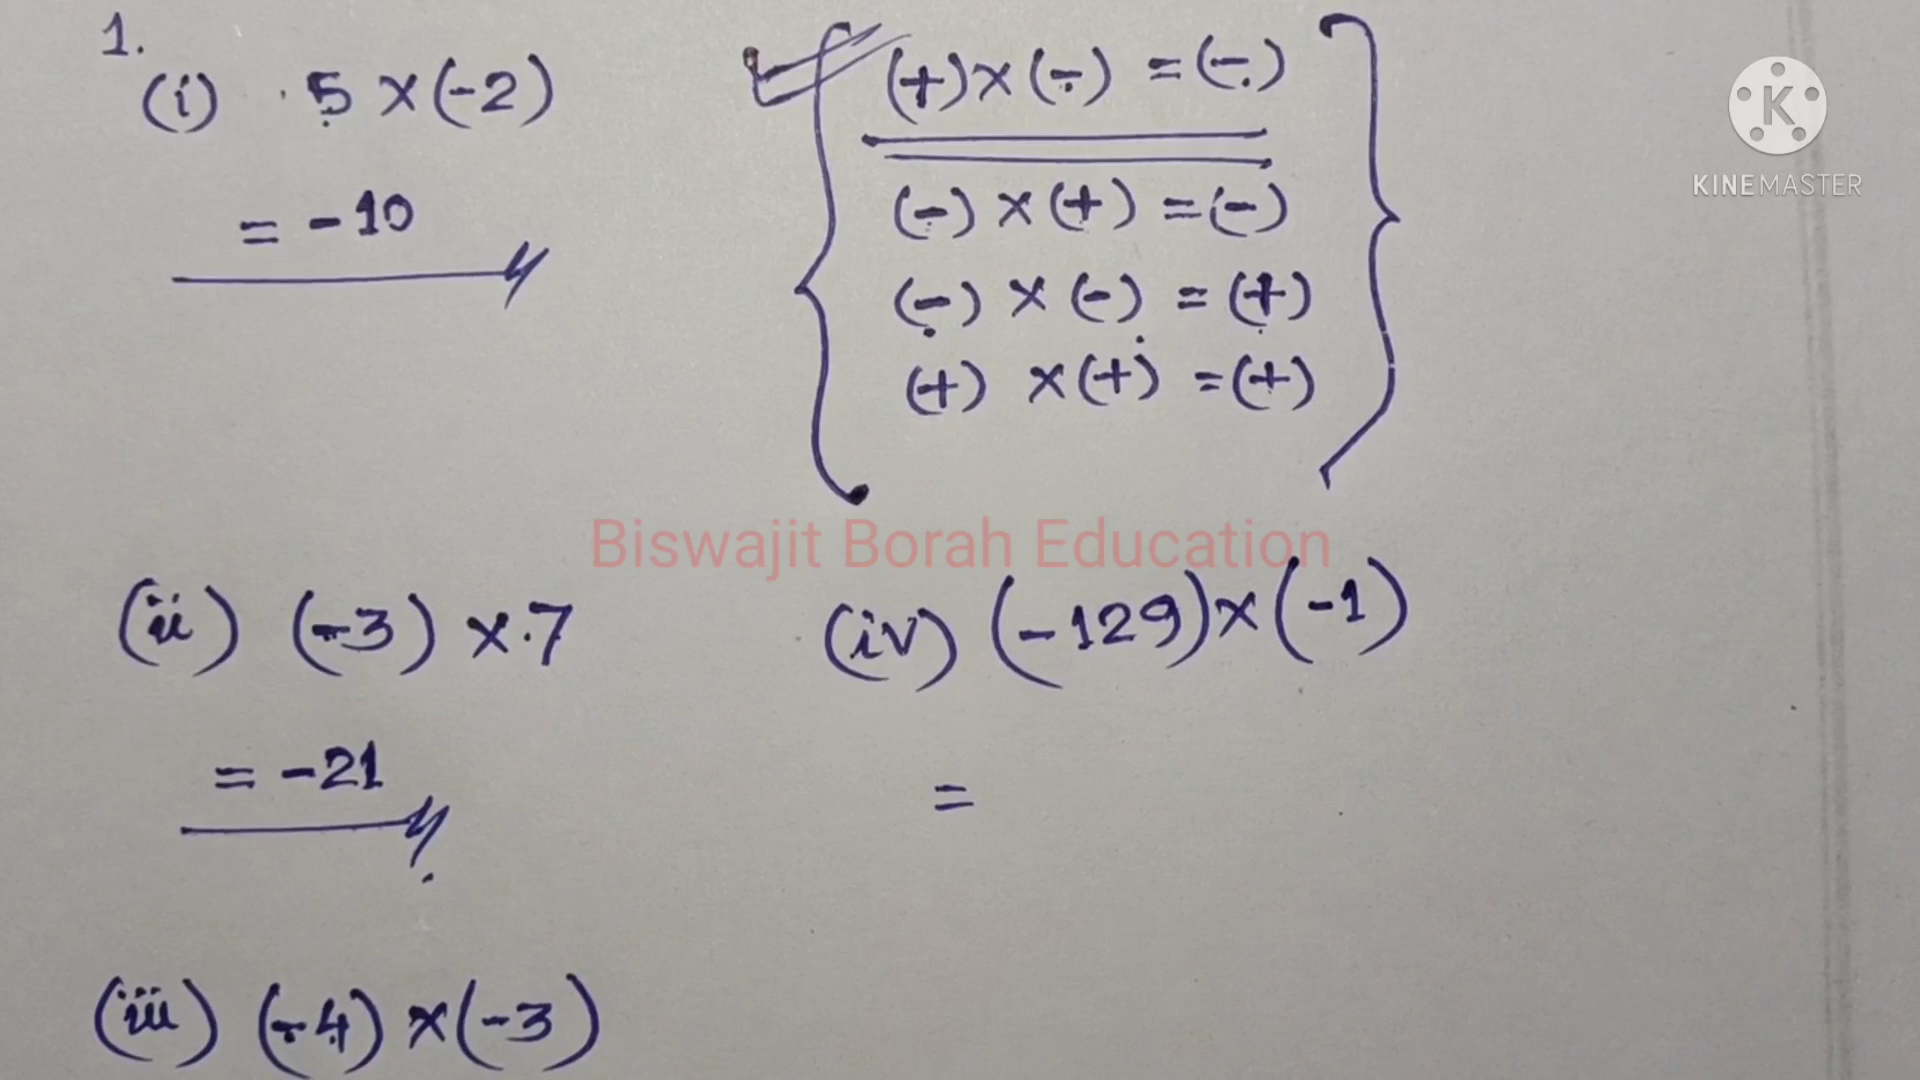 1.
(i) 5 × (-2)
= -10
(+) × (-) = (-)
(-) × (+) = (-)
(-) × (-) = (+)
(+) × (+) = (+)
KINEMASTER
Biswajit Borah Education
(ii) (-3) × 7
= -21
(iv) (-129) × (-1)
=
(iii) (-4) × (-3)